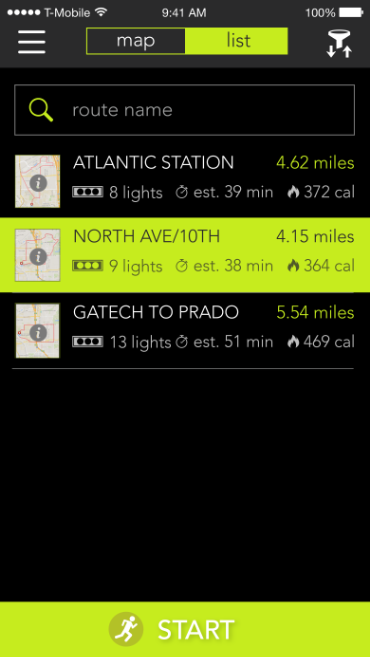 T-Mobile 9:41 AM 100%
map list
route name
ATLANTIC STATION 4.62 miles
8 lights est. 39 min 372 cal
NORTH AVE/10TH 4.15 miles
9 lights est. 38 min 364 cal
GATECH TO PRADO 5.54 miles
13 lights est. 51 min 469 cal
START